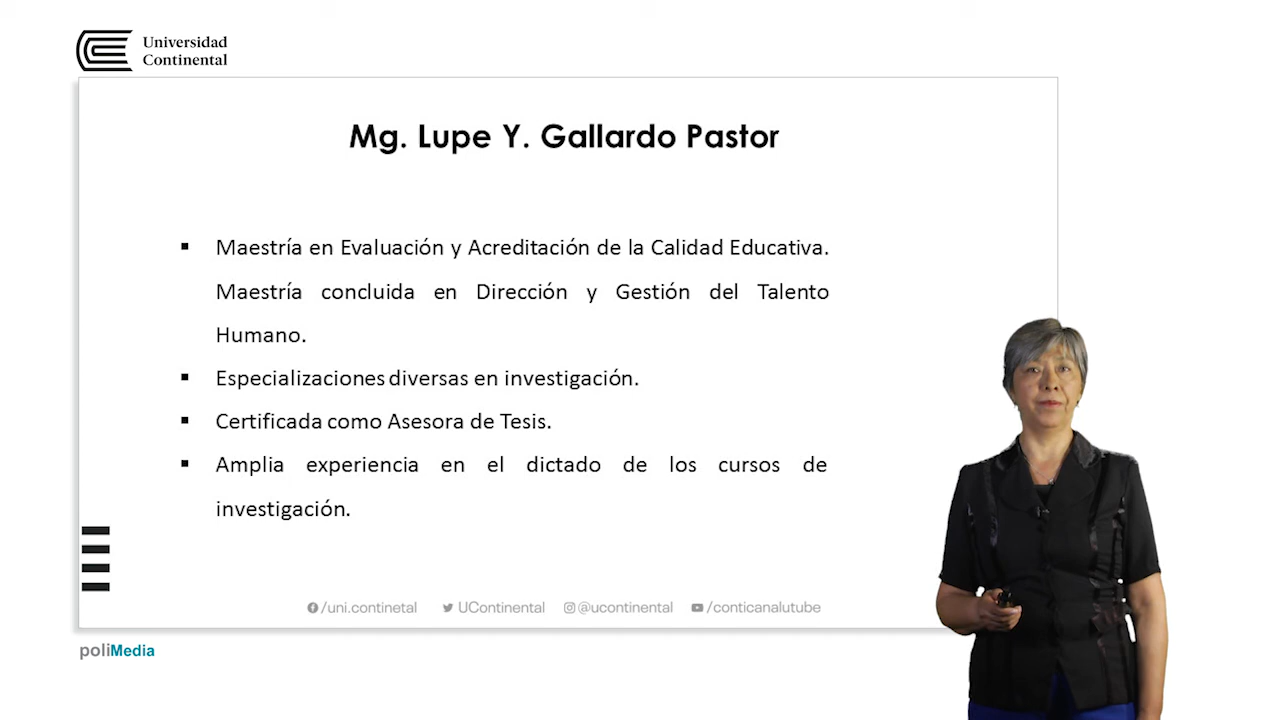 Universidad
Continental
Mg. Lupe Y. Gallardo Pastor
▪ Maestría en Evaluación y Acreditación de la Calidad Educativa.
Maestría concluida en Dirección y Gestión del Talento
Humano.
▪ Especializaciones diversas en investigación.
▪ Certificada como Asesora de Tesis.
▪ Amplia experiencia en el dictado de los cursos de
investigación.
/uni.continetal UContinental @ucontinental /conticanalutube
poliMedia